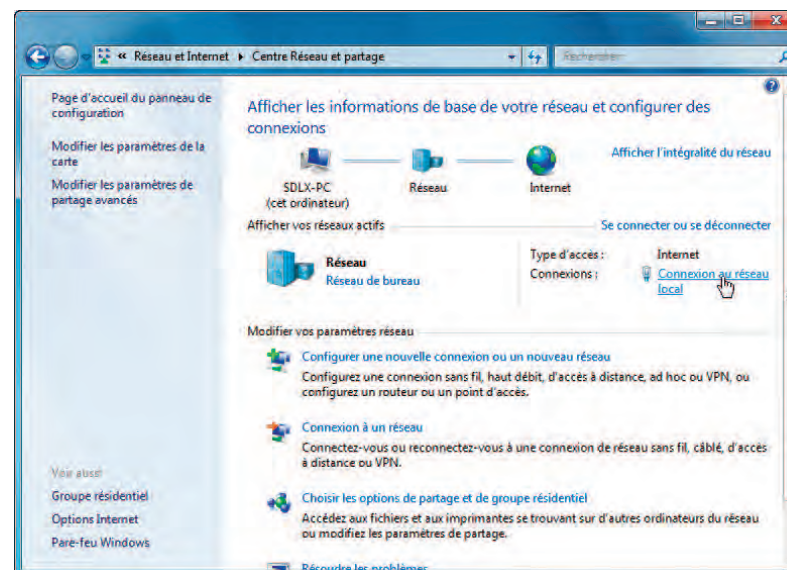 « Réseau et Internet ▸ Centre Réseau et partage
Rechercher
Page d'accueil du panneau de
configuration
Modifier les paramètres de la
carte
Modifier les paramètres de
partage avancés
Afficher les informations de base de votre réseau et configurer des
connexions
Afficher l'intégralité du réseau
SDLX-PC
(cet ordinateur)
Réseau
Internet
Afficher vos réseaux actifs
Se connecter ou se déconnecter
Réseau
Réseau de bureau
Type d'accès :
Internet
Connexions :
Connexion au réseau
local
Modifier vos paramètres réseau
Configurer une nouvelle connexion ou un nouveau réseau
Configurez une connexion sans fil, haut débit, d'accès à distance, ad hoc ou VPN, ou
configurez un routeur ou un point d'accès.
Connexion à un réseau
Connectez-vous ou reconnectez-vous à une connexion de réseau sans fil, câblé, d'accès
à distance ou VPN.
Choisir les options de partage et de groupe résidentiel
Accédez aux fichiers et aux imprimantes se trouvant sur d'autres ordinateurs du réseau
ou modifiez les paramètres de partage.
Résoudre les problèmes
Voir aussi
Groupe résidentiel
Options Internet
Pare-feu Windows